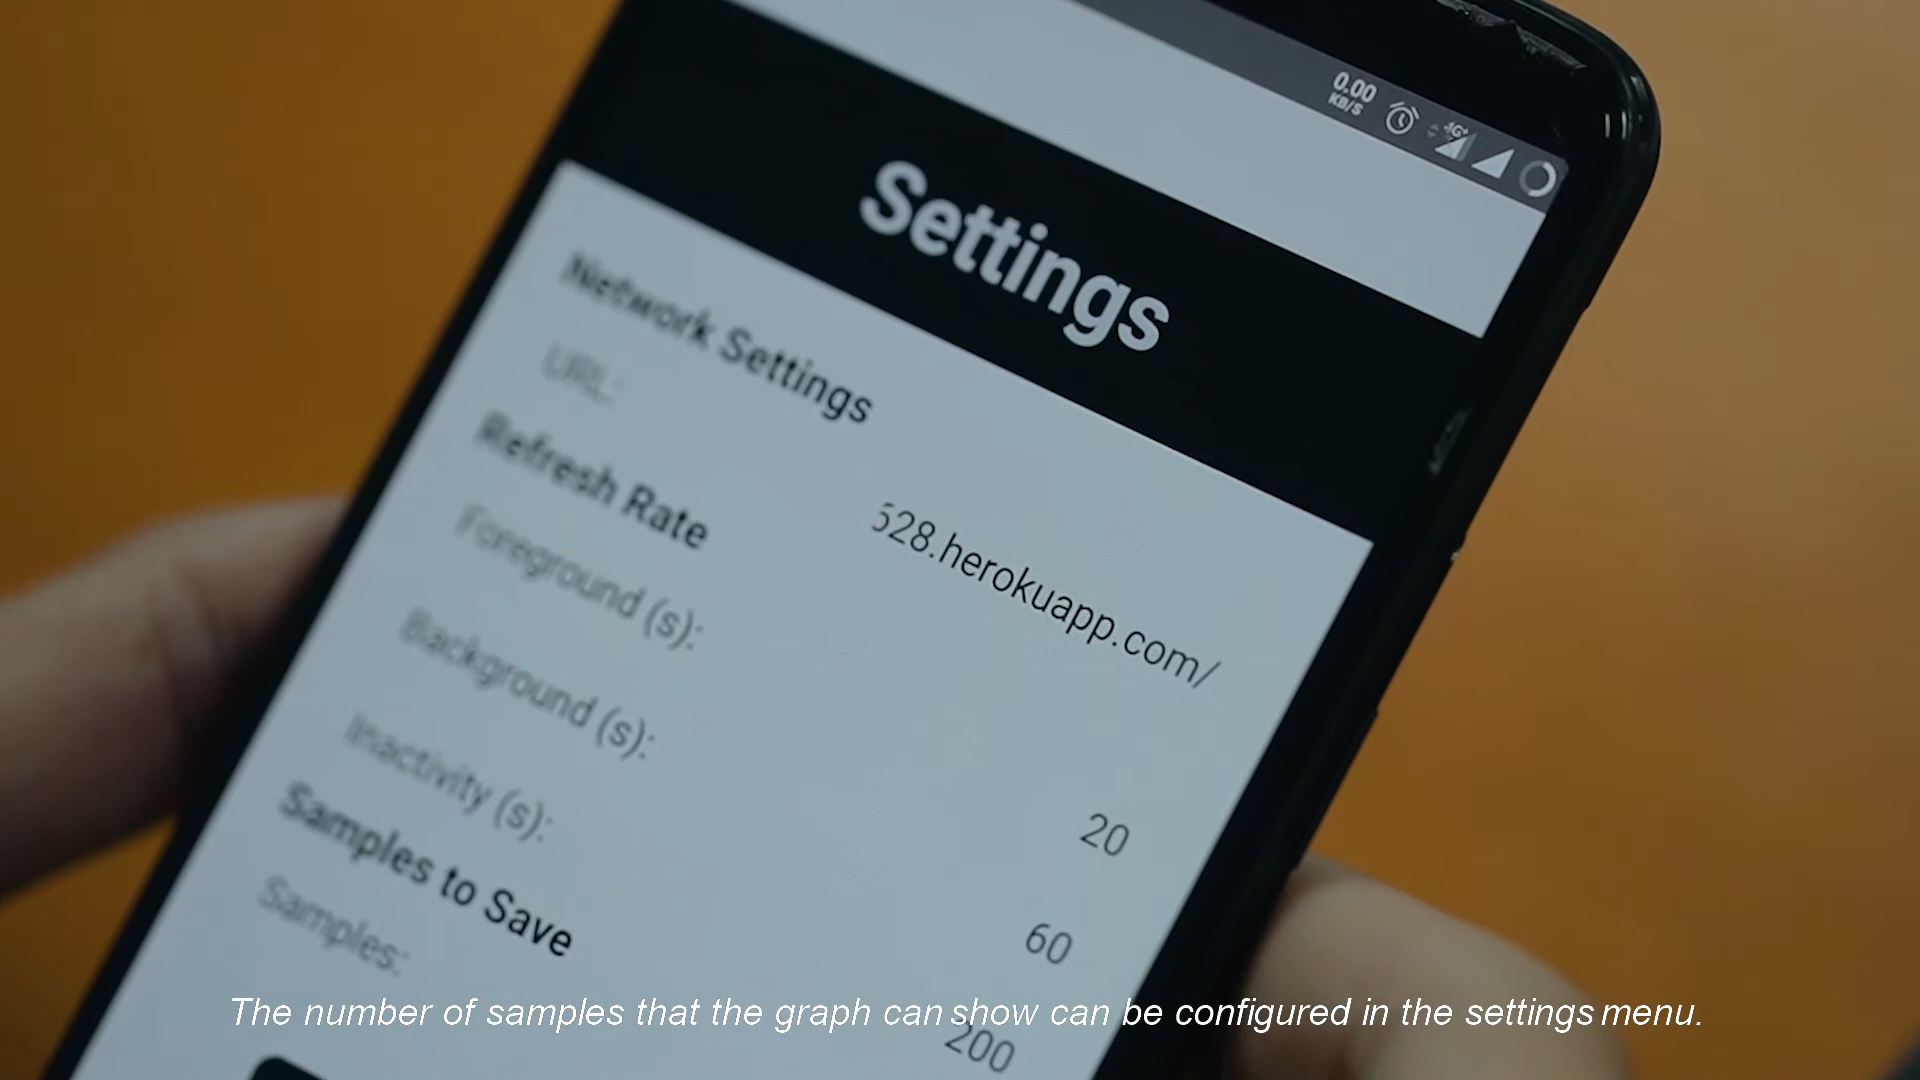 0.00
KB/S
4G+
Settings
Network Settings
URL:
528.herokuapp.com/
Refresh Rate
Foreground (s):
20
Background (s):
60
Inactivity (s):
200
Samples to Save
Samples:
The number of samples that the graph can show can be configured in the settings menu.